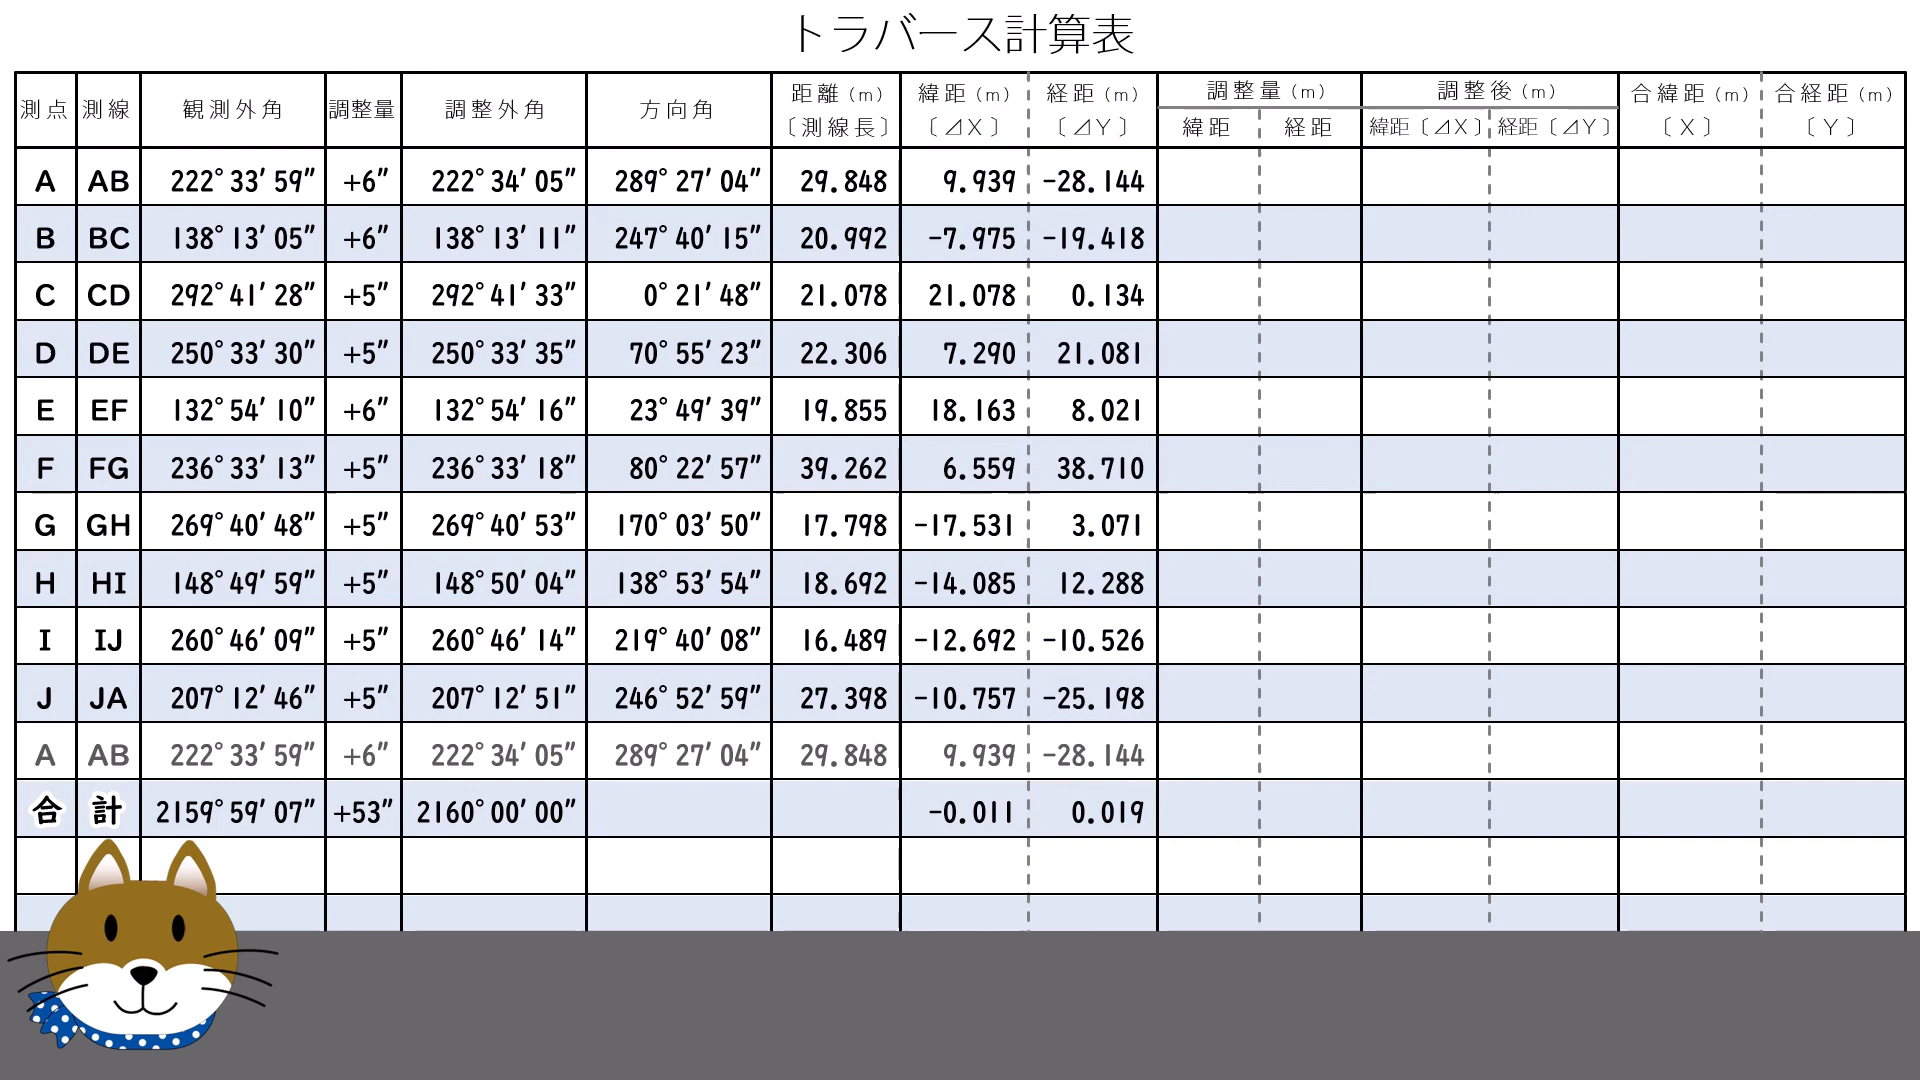 トラバース計算表
測点 測線 観測外角 調整量 調整外角 方向角 距離(m) 緯距(m) 経距(m) 調整量(m) 調整後(m) 合緯距(m) 合経距(m)
〔測線長〕 〔⊿X〕 〔⊿Y〕 緯距 経距 緯距〔⊿X〕 経距〔⊿Y〕 〔X〕 〔Y〕
A AB 222°33′59″ +6″ 222°34′05″ 289°27′04″ 29.848 9.939 -28.144
B BC 138°13′05″ +6″ 138°13′11″ 247°40′15″ 20.992 -7.975 -19.418
C CD 292°41′28″ +5″ 292°41′33″ 0°21′48″ 21.078 21.078 0.134
D DE 250°33′30″ +5″ 250°33′35″ 70°55′23″ 22.306 7.290 21.081
E EF 132°54′10″ +6″ 132°54′16″ 23°49′39″ 19.855 18.163 8.021
F FG 236°33′13″ +5″ 236°33′18″ 80°22′57″ 39.262 6.559 38.710
G GH 269°40′48″ +5″ 269°40′53″ 170°03′50″ 17.798 -17.531 3.071
H HI 148°49′59″ +5″ 148°50′04″ 138°53′54″ 18.692 -14.085 12.288
I IJ 260°46′09″ +5″ 260°46′14″ 219°40′08″ 16.489 -12.692 -10.526
J JA 207°12′46″ +5″ 207°12′51″ 246°52′59″ 27.398 -10.757 -25.198
A AB 222°33′59″ +6″ 222°34′05″ 289°27′04″ 29.848 9.939 -28.144
合計 2159°59′07″ +53″ 2160°00′00″ -0.011 0.019